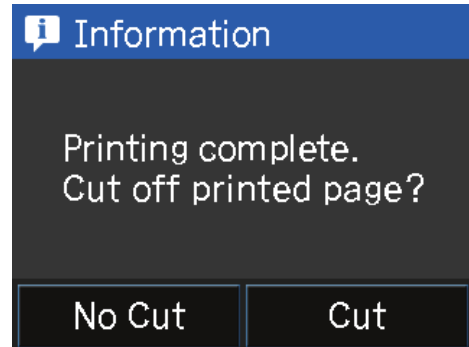 Information
Printing complete.
Cut off printed page?
No Cut
Cut